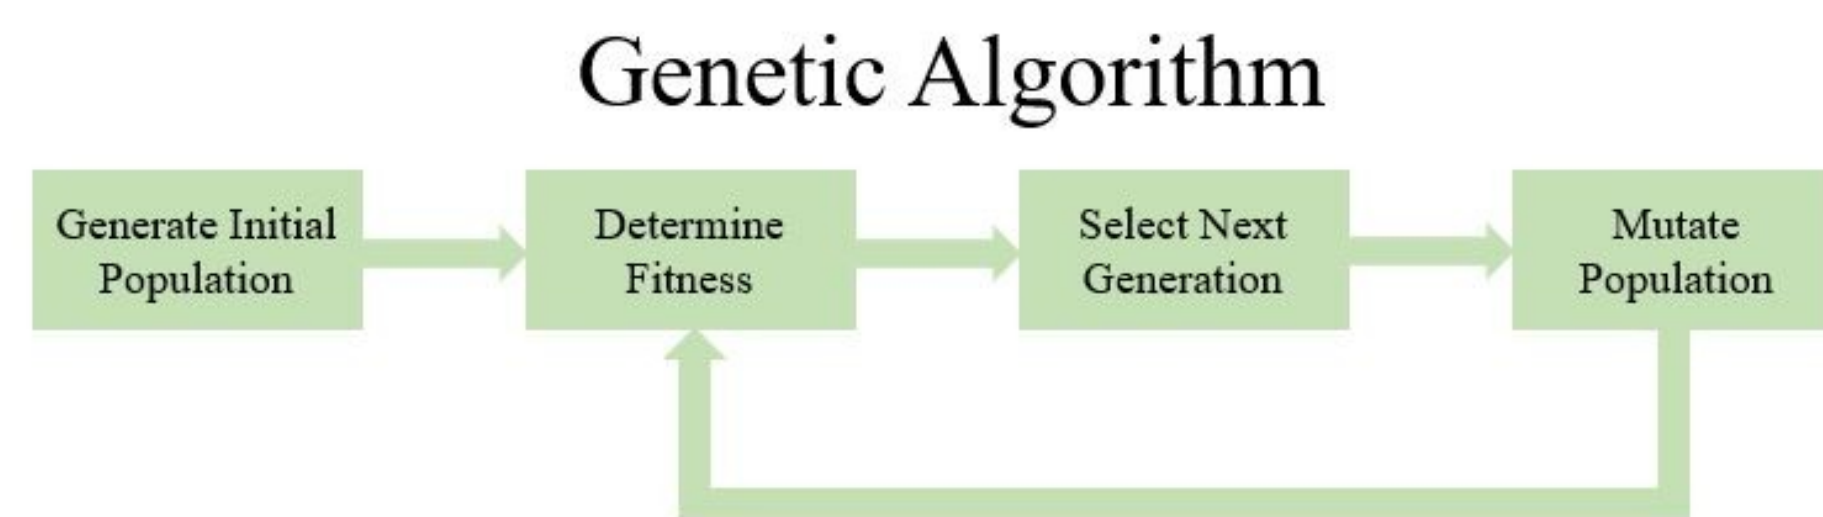 Genetic Algorithm
Generate Initial
Population
Determine
Fitness
Select Next
Generation
Mutate
Population